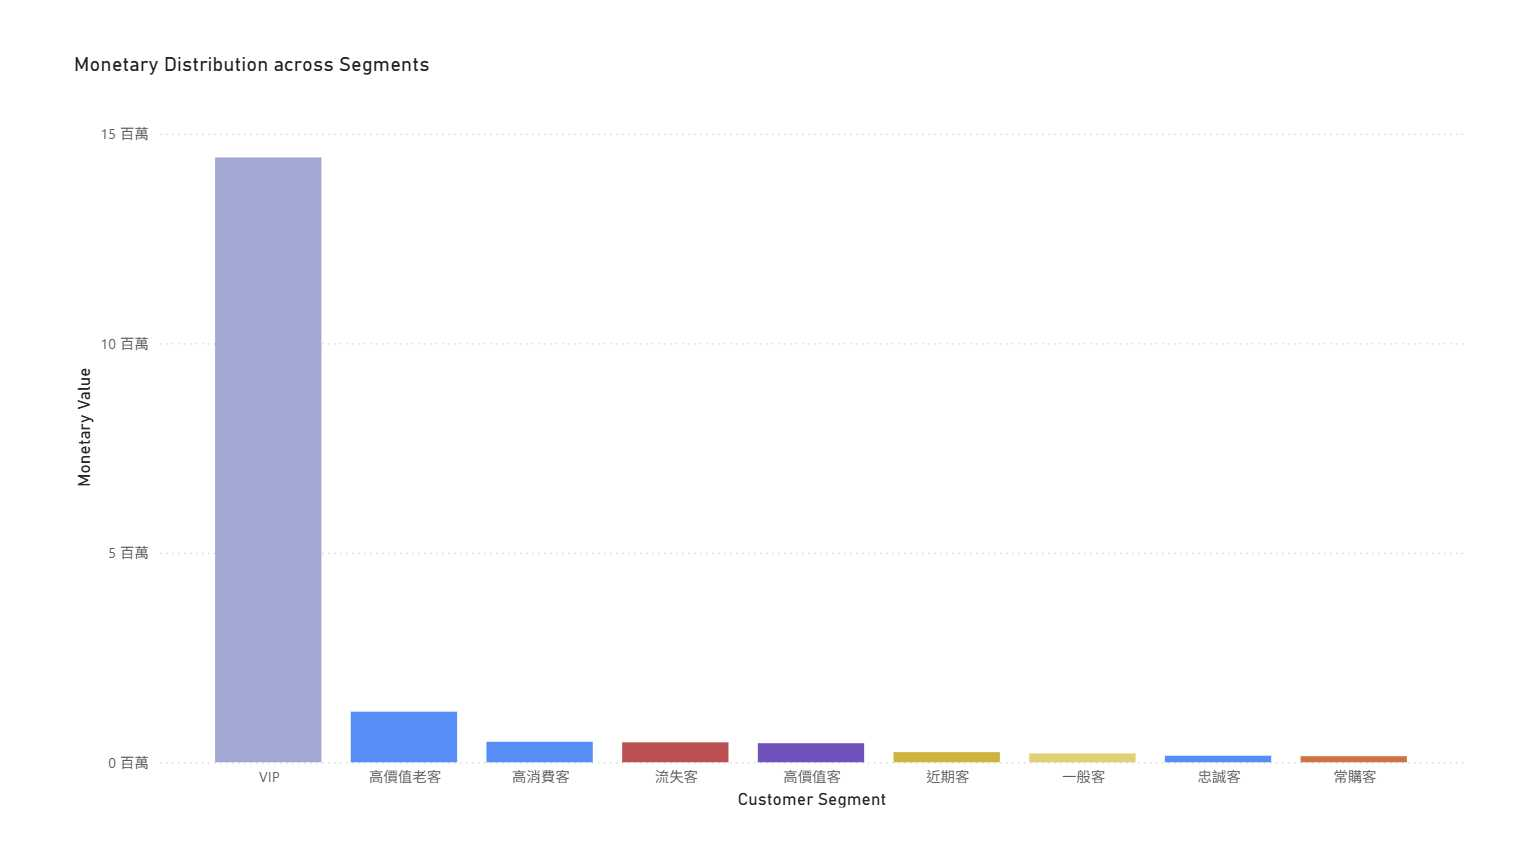 Monetary Distribution across Segments
15 百萬
10 百萬
5 百萬
0 百萬
Monetary Value
VIP 高價值老客 高消費客 流失客 高價值客 近期客 一般客 忠誠客 常購客
Customer Segment